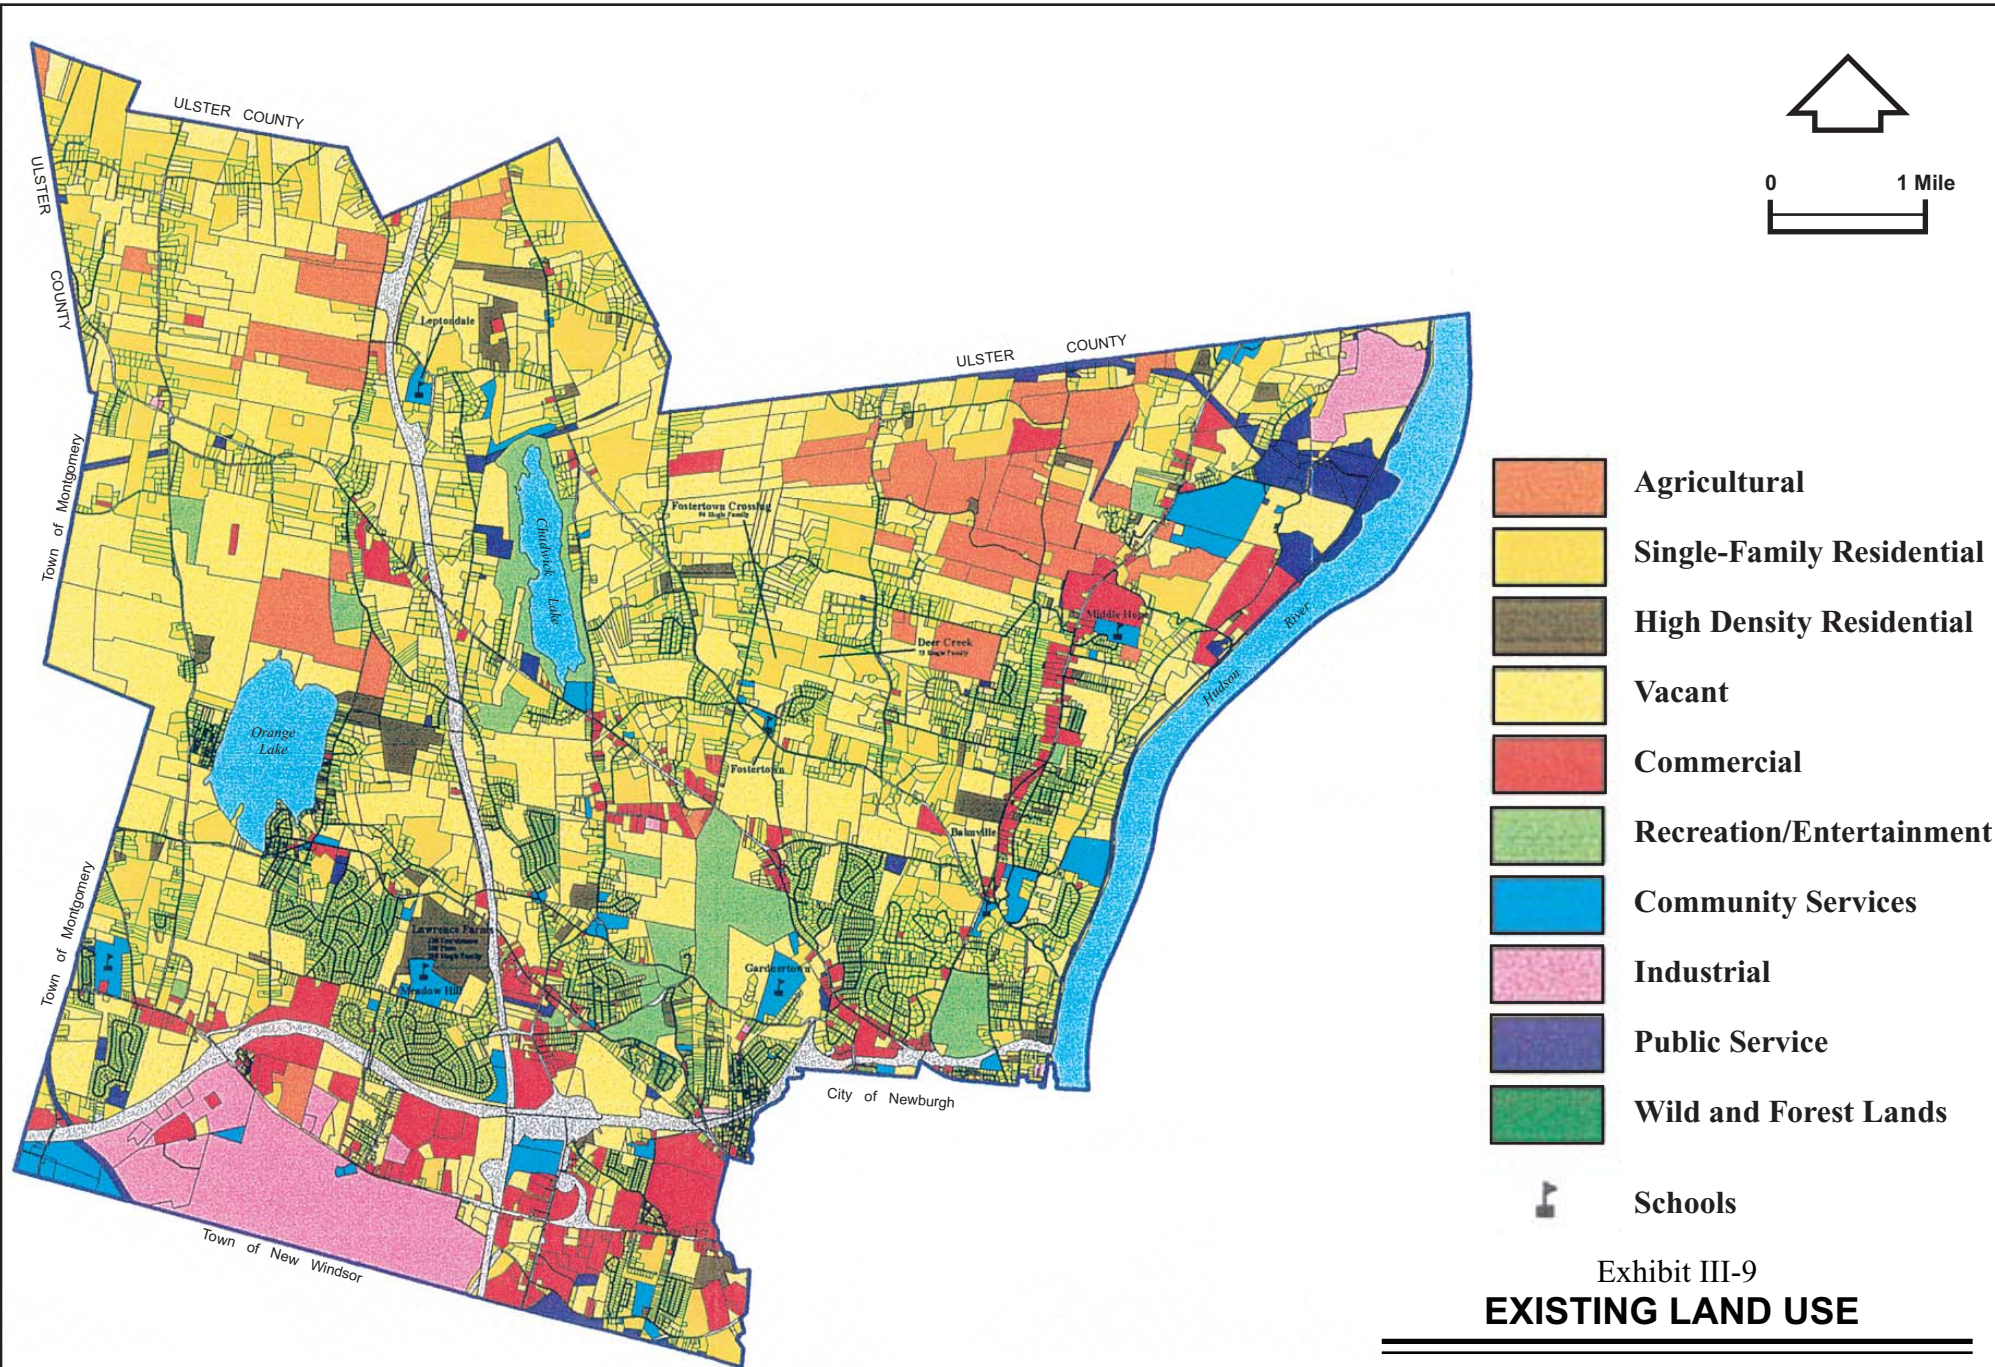 ULSTER COUNTY
ULSTER
COUNTY
0 1 Mile
Leptondale
ULSTER COUNTY
Town of Montgomery
Chadwick
Lake
Fostertown Crossing
Middle Hope
Deer Creek
River
Hudson
Orange
Lake
Fostertown
Balmville
Town of Montgomery
Lawrence Farms
Gardnertown
Meadow Hill
City of Newburgh
Town of New Windsor
Agricultural
Single-Family Residential
High Density Residential
Vacant
Commercial
Recreation/Entertainment
Community Services
Industrial
Public Service
Wild and Forest Lands
Schools
Exhibit III-9
EXISTING LAND USE